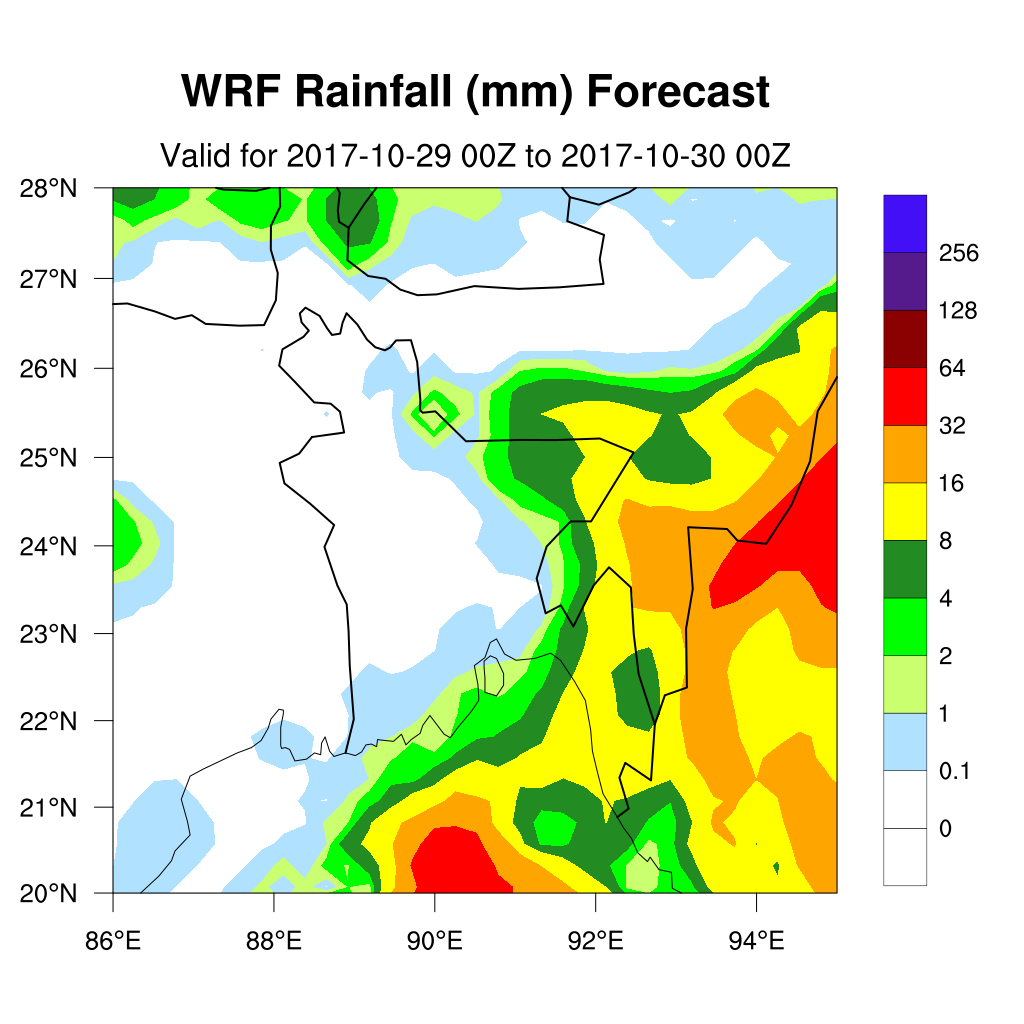 WRF Rainfall (mm) Forecast
Valid for 2017-10-29 00Z to 2017-10-30 00Z
28°N
27°N
26°N
25°N
24°N
23°N
22°N
21°N
20°N
86°E 88°E 90°E 92°E 94°E
256
128
64
32
16
8
4
2
1
0.1
0